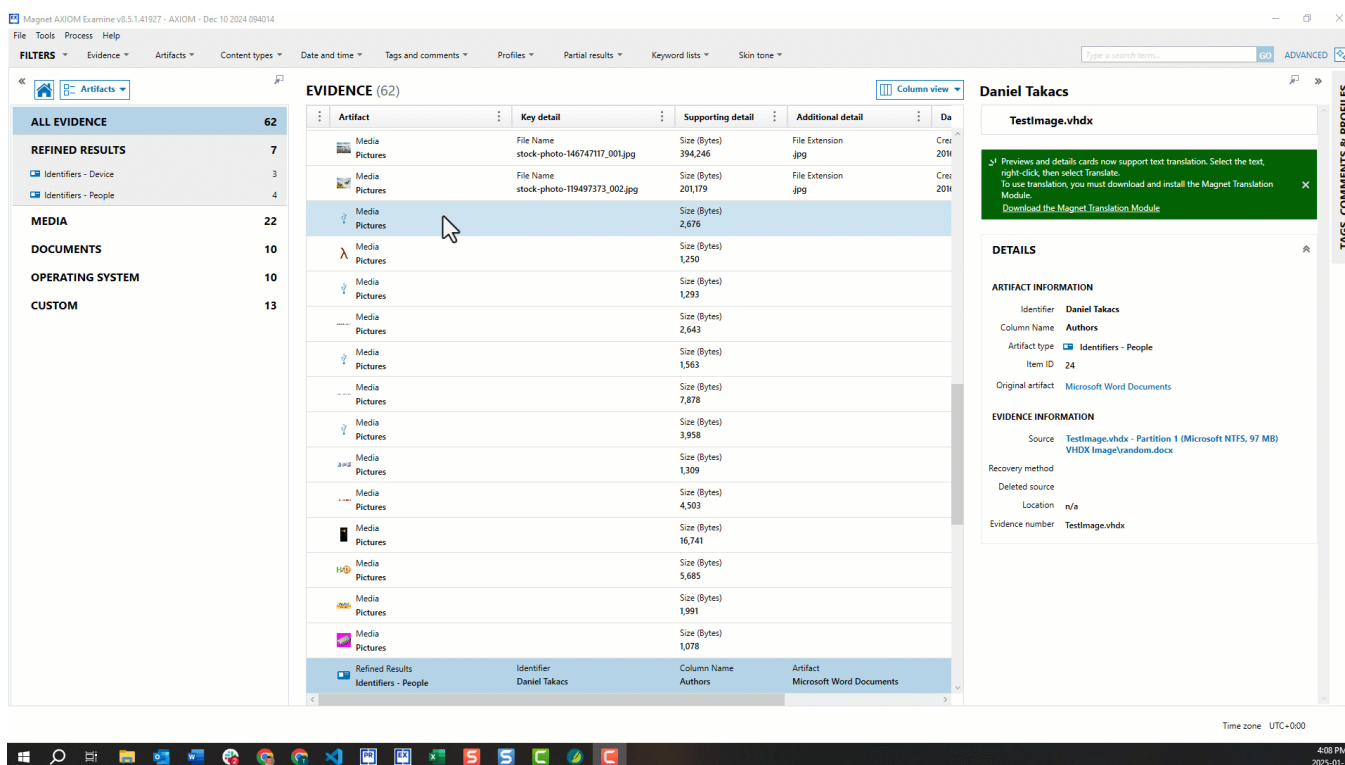 Magnet AXIOM Examine v8.5.1.41927 - AXIOM - Dec 10 2024 094014
File Tools Process Help
FILTERS Evidence Artifacts Content types Date and time Tags and comments Profiles Partial results Keyword lists Skin tone Type a search term... GO ADVANCED
Artifacts
ALL EVIDENCE 62
REFINED RESULTS 7
Identifiers - Device 3
Identifiers - People 4
MEDIA 22
DOCUMENTS 10
OPERATING SYSTEM 10
CUSTOM 13
EVIDENCE (62)
Column view
Artifact Key detail Supporting detail Additional detail Da
Media File Name Size (Bytes) File Extension Crea
Pictures stock-photo-146747117_001.jpg 394,246 .jpg 2016
Media File Name Size (Bytes) File Extension Crea
Pictures stock-photo-119497373_002.jpg 201,179 .jpg 2016
Media Size (Bytes)
Pictures 2,676
Media Size (Bytes)
Pictures 1,250
Media Size (Bytes)
Pictures 1,293
Media Size (Bytes)
Pictures 2,643
Media Size (Bytes)
Pictures 1,563
Media Size (Bytes)
Pictures 7,878
Media Size (Bytes)
Pictures 3,958
Media Size (Bytes)
Pictures 1,309
Media Size (Bytes)
Pictures 4,503
Media Size (Bytes)
Pictures 16,741
Media Size (Bytes)
Pictures 5,685
Media Size (Bytes)
Pictures 1,991
Media Size (Bytes)
Pictures 1,078
Refined Results Identifier Column Name Artifact
Identifiers - People Daniel Takacs Authors Microsoft Word Documents
Daniel Takacs
TestImage.vhdx
Previews and details cards now support text translation. Select the text,
right-click, then select Translate.
To use translation, you must download and install the Magnet Translation
Module.
Download the Magnet Translation Module
DETAILS
ARTIFACT INFORMATION
Identifier Daniel Takacs
Column Name Authors
Artifact type Identifiers - People
Item ID 24
Original artifact Microsoft Word Documents
EVIDENCE INFORMATION
Source TestImage.vhdx - Partition 1 (Microsoft NTFS, 97 MB)
VHDX Image\random.docx
Recovery method
Deleted source
Location n/a
Evidence number TestImage.vhdx
TAGS, COMMENTS & PROFILES
Time zone UTC+0:00
4:08 PM
2025-01-